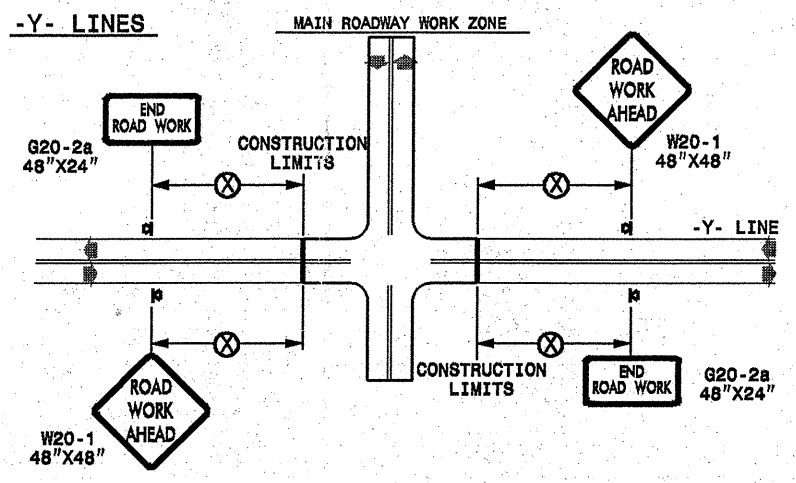 -Y- LINES
MAIN ROADWAY WORK ZONE
END
ROAD WORK
G20-2a
48"X24"
CONSTRUCTION
LIMITS
X
ROAD
WORK
AHEAD
W20-1
48"X48"
X
-Y- LINE
X
ROAD
WORK
AHEAD
W20-1
48"X48"
X
CONSTRUCTION
LIMITS
END
ROAD WORK
G20-2a
48"X24"